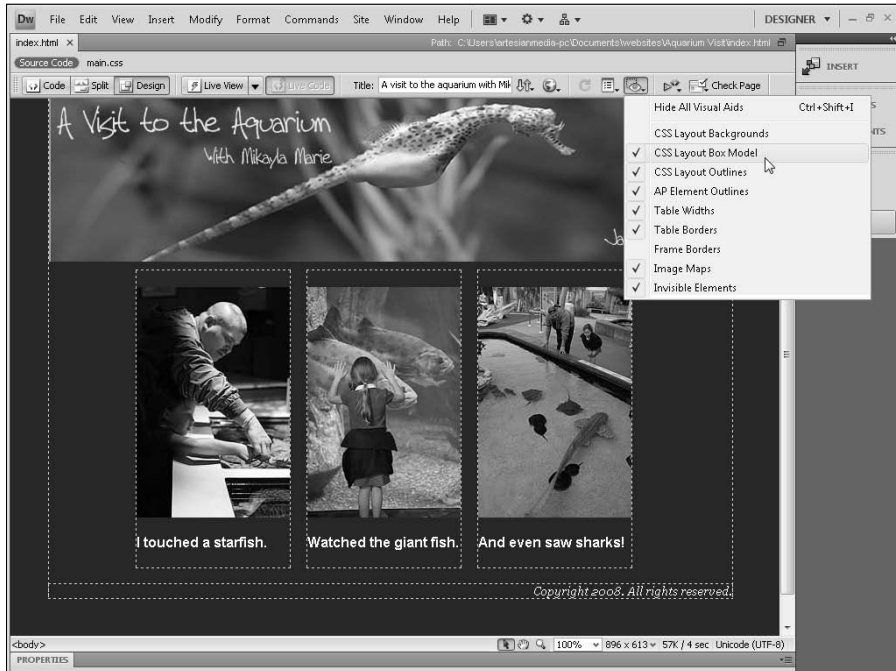 Dw File Edit View Insert Modify Format Commands Site Window Help DESIGNER
index.html × Path: C:\Users\artesianmedia-pc\Documents\websites\Aquarium Visit\index.html
Source Code main.css
INSERT
Code Split Design Live View Live Code Title: A visit to the aquarium with Mik Check Page
Hide All Visual Aids Ctrl+Shift+I
CSS Layout Backgrounds
CSS Layout Box Model
CSS Layout Outlines
AP Element Outlines
Table Widths
Table Borders
Frame Borders
Image Maps
Invisible Elements
S
NTS
A Visit to the Aquarium
With Mikayla Marie
Ja
I touched a starfish. Watched the giant fish. And even saw sharks!
Copyright 2008. All rights reserved.
<body> 100% 896 x 613 57K / 4 sec Unicode (UTF-8)
PROPERTIES